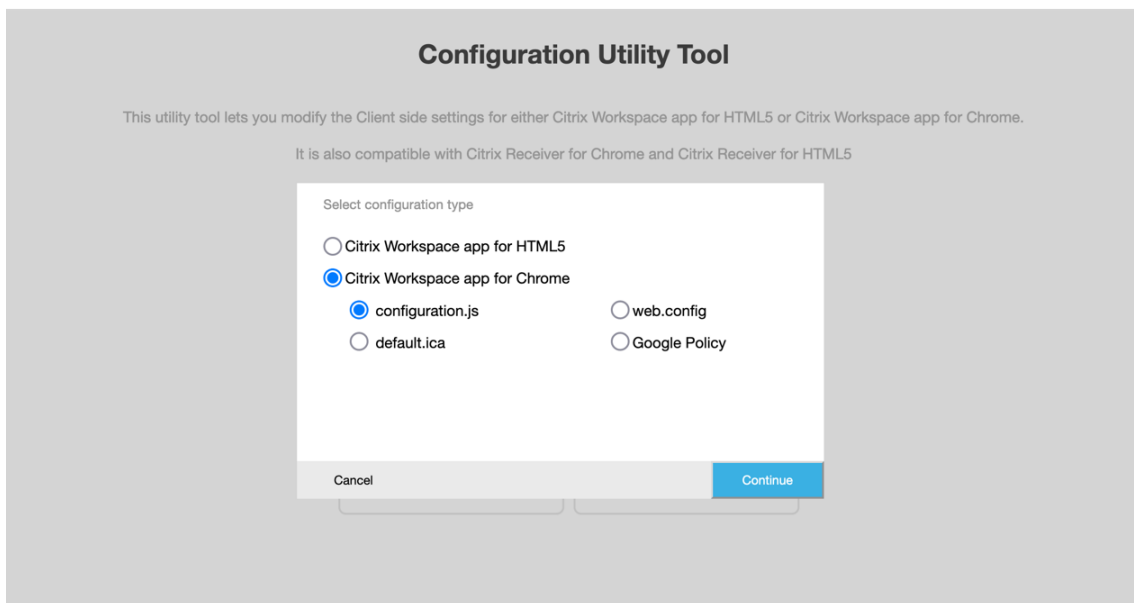 Configuration Utility Tool
This utility tool lets you modify the Client side settings for either Citrix Workspace app for HTML5 or Citrix Workspace app for Chrome.
It is also compatible with Citrix Receiver for Chrome and Citrix Receiver for HTML5
Select configuration type
Citrix Workspace app for HTML5
Citrix Workspace app for Chrome
configuration.js web.config
default.ica Google Policy
Cancel Continue